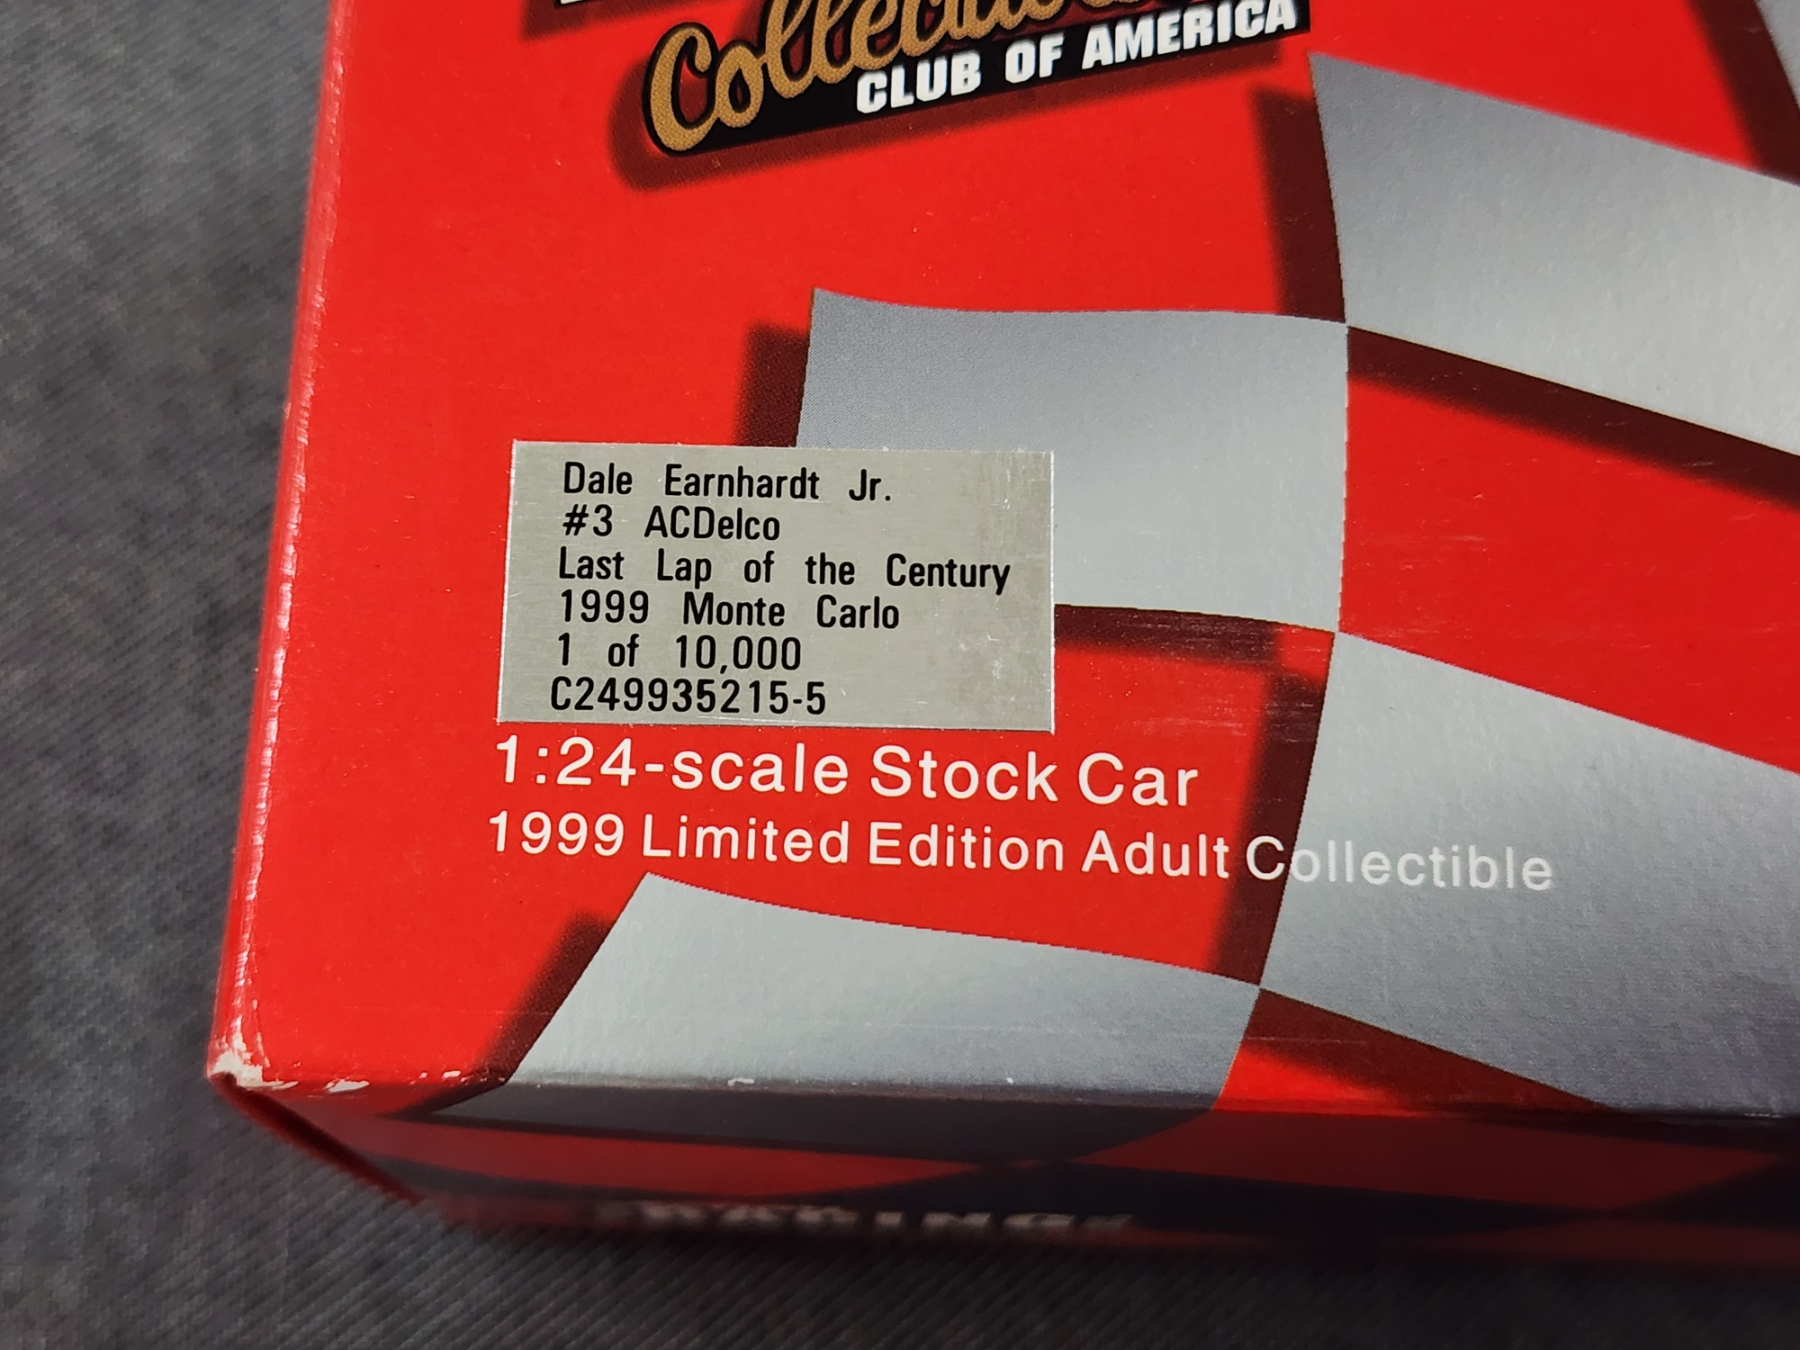 CLUB OF AMERICA
Dale Earnhardt Jr.
#3 ACDelco
Last Lap of the Century
1999 Monte Carlo
1 of 10,000
C249935215-5
1:24-scale Stock Car
1999 Limited Edition Adult Collectible